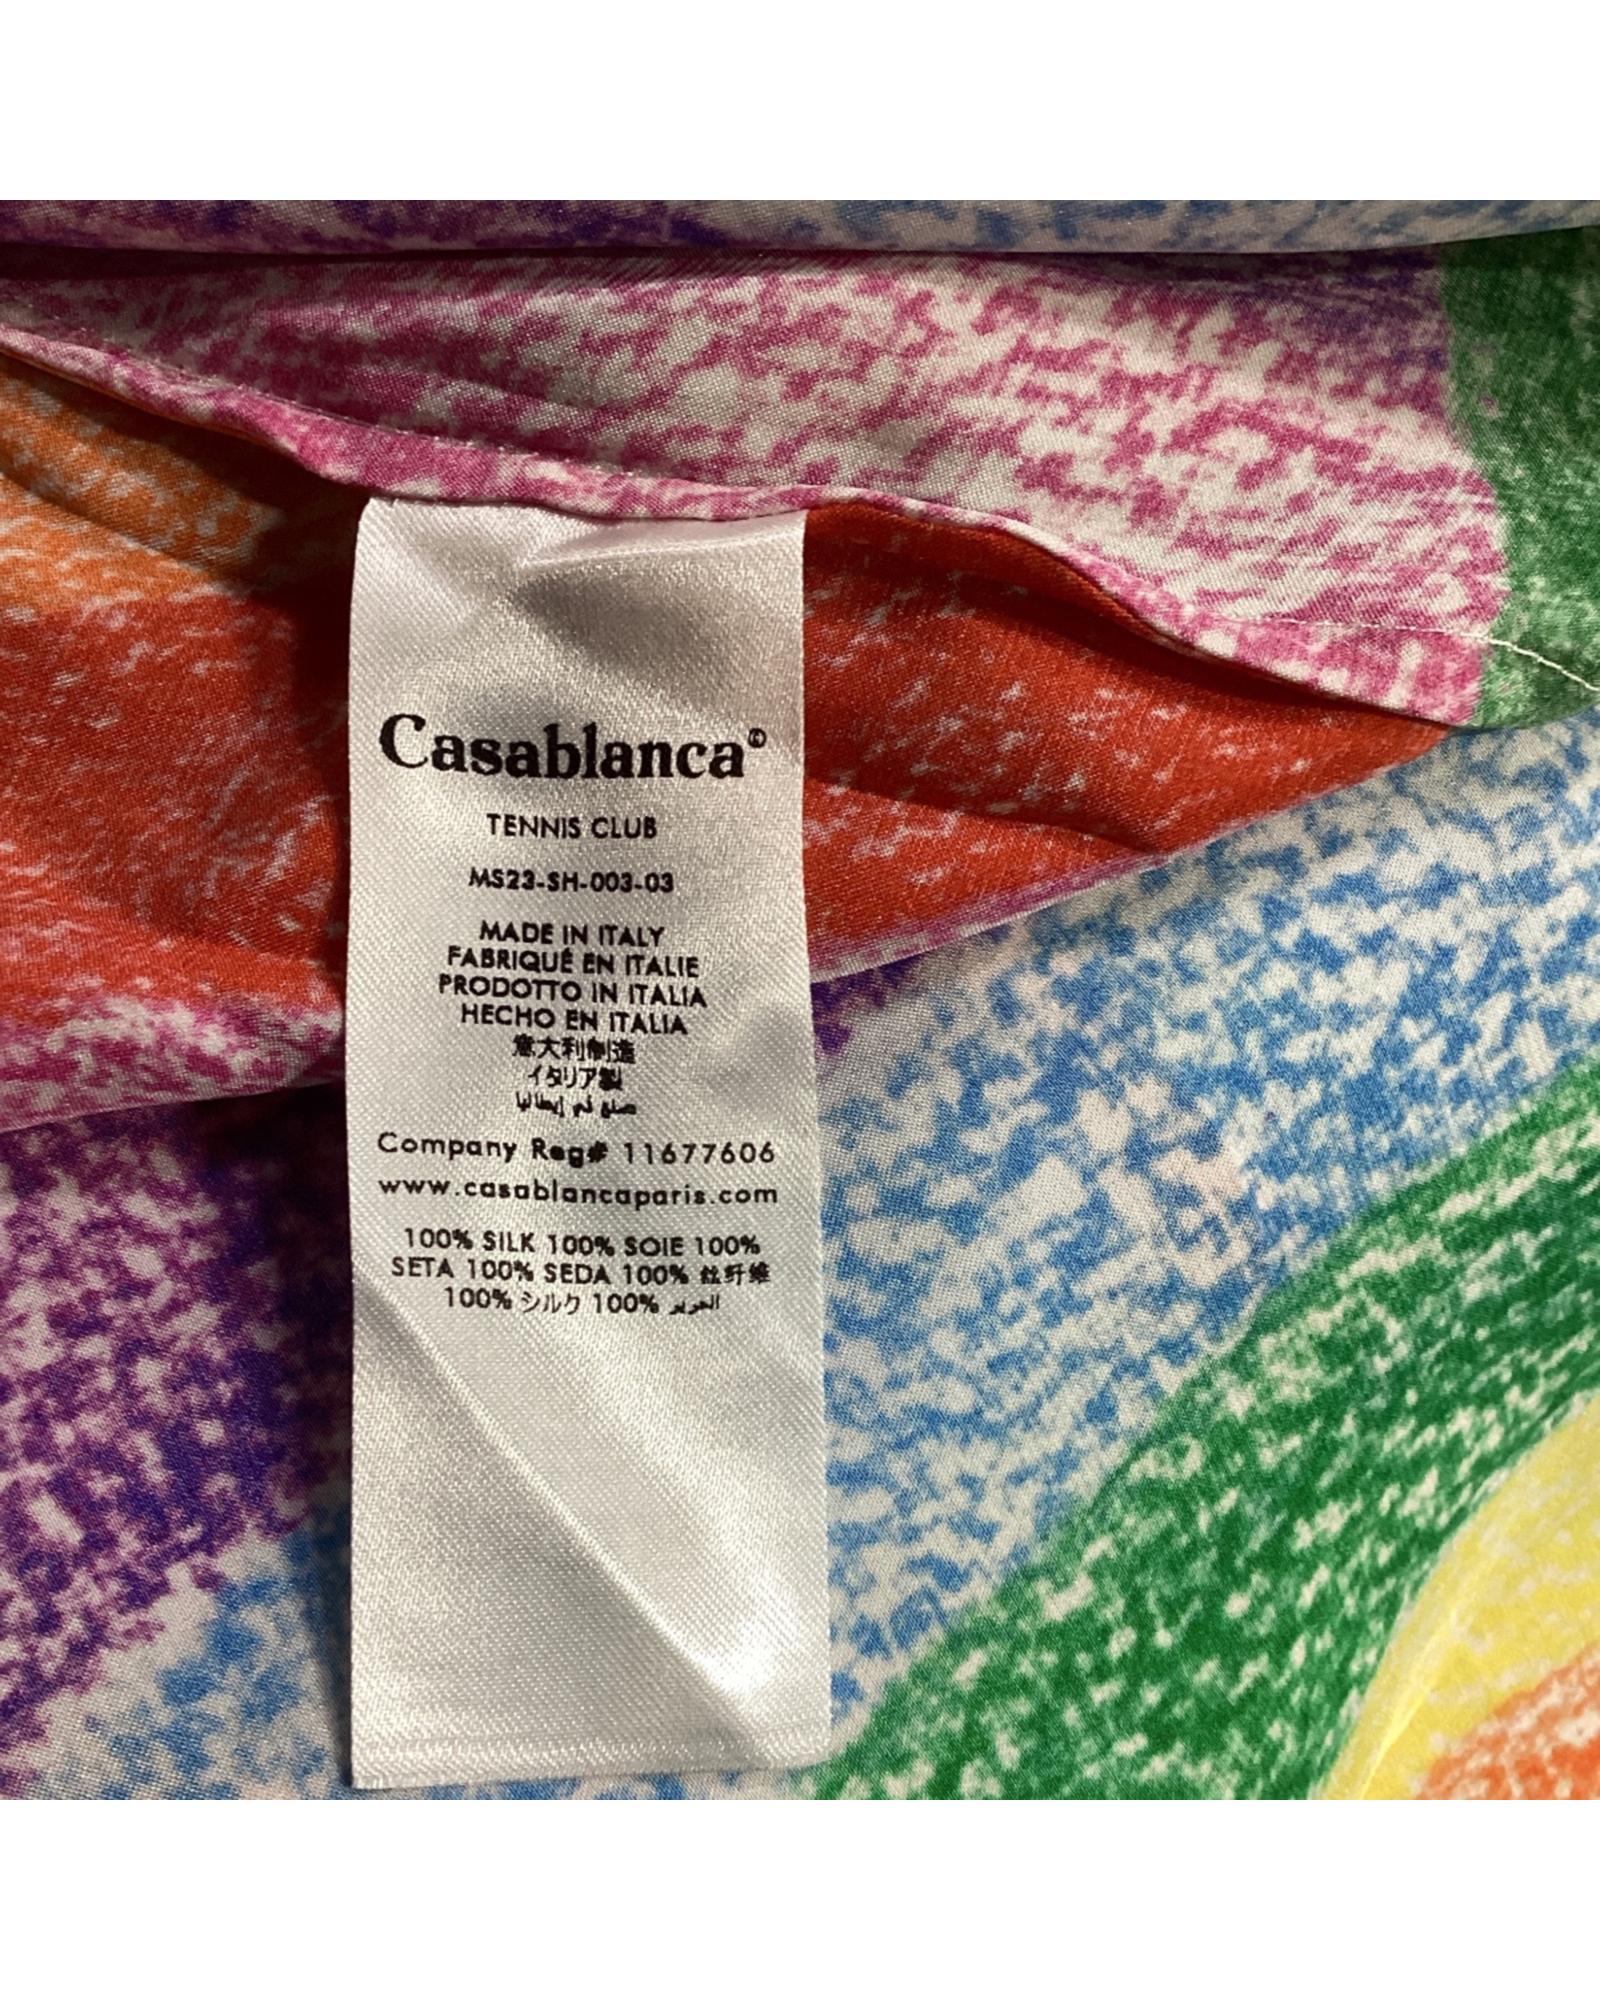 Casablanca©
TENNIS CLUB
MS23-SH-003-03
MADE IN ITALY
FABRIQUÉ EN ITALIE
PRODOTTO IN ITALIA
HECHO EN ITALIA
意大利制造
イタリア製
صنع في إيطاليا
Company Reg# 11677606
www.casablancaparis.com
100% SILK 100% SOIE 100%
SETA 100% SEDA 100% 丝纤维
100% シルク 100% الحرير